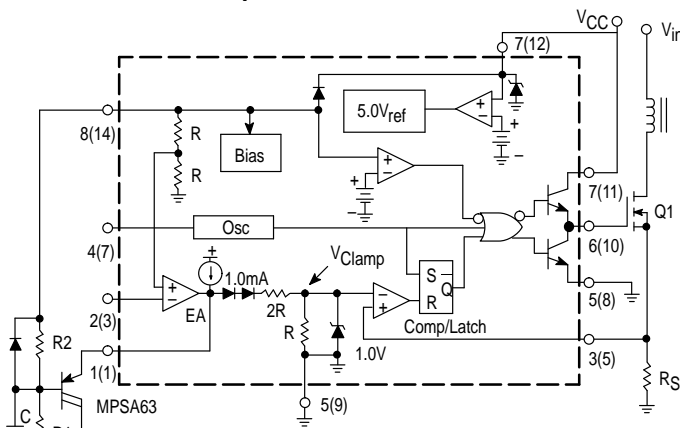 VCC
Vin
7(12)
5.0Vref
+
−
+
−
8(14)
R
Bias
R
+
−
+
−
7(11)
Q1
Osc
4(7)
6(10)
+
VClamp
S
Q
R
1.0mA
+
−
EA
2R
−
+
5(8)
2(3)
R
Comp/Latch
1.0V
3(5)
R2
1(1)
5(9)
RS
C
MPSA63